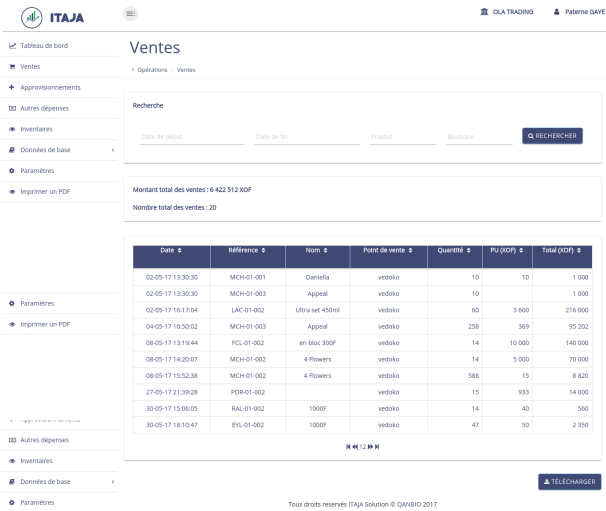 ITAJA
OLA TRADING
Paterne GAYE
Tableau de bord
Ventes
Approvisionnements
Autres dépenses
Inventaires
Données de base
Paramètres
Imprimer un PDF
Paramètres
Imprimer un PDF
Autres dépenses
Inventaires
Données de base
Paramètres
Ventes
Opérations / Ventes
Recherche
Date de début Date de fin Produit Boutique RECHERCHER
Montant total des ventes : 6 422 512 XOF
Nombre total des ventes : 20
Date Référence Nom Point de vente Quantité PU (XOF) Total (XOF)
02-05-17 13:30:30 MCH-01-001 Daniella vedoko 10 10 1 000
02-05-17 13:30:30 MCH-01-003 Appeal vedoko 10 1 000
02-05-17 16:17:04 LAC-01-002 Ultra set 450ml vedoko 60 3 600 216 000
04-05-17 10:50:02 MCH-01-003 Appeal vedoko 258 369 95 202
08-05-17 13:19:44 FCL-01-002 en bloc 300F vedoko 14 10 000 140 000
08-05-17 14:20:07 MCH-01-002 4 Flowers vedoko 14 5 000 70 000
08-05-17 15:52:38 MCH-01-002 4 Flowers vedoko 588 15 8 820
27-05-17 21:39:28 PDR-01-002 vedoko 15 933 14 000
30-05-17 15:06:05 RAL-01-002 1000F vedoko 14 40 560
30-05-17 18:10:47 EYL-01-002 1000F vedoko 47 50 2 350
12
TÉLÉCHARGER
Tous droits reservés ITAJA Solution © QANBIO 2017